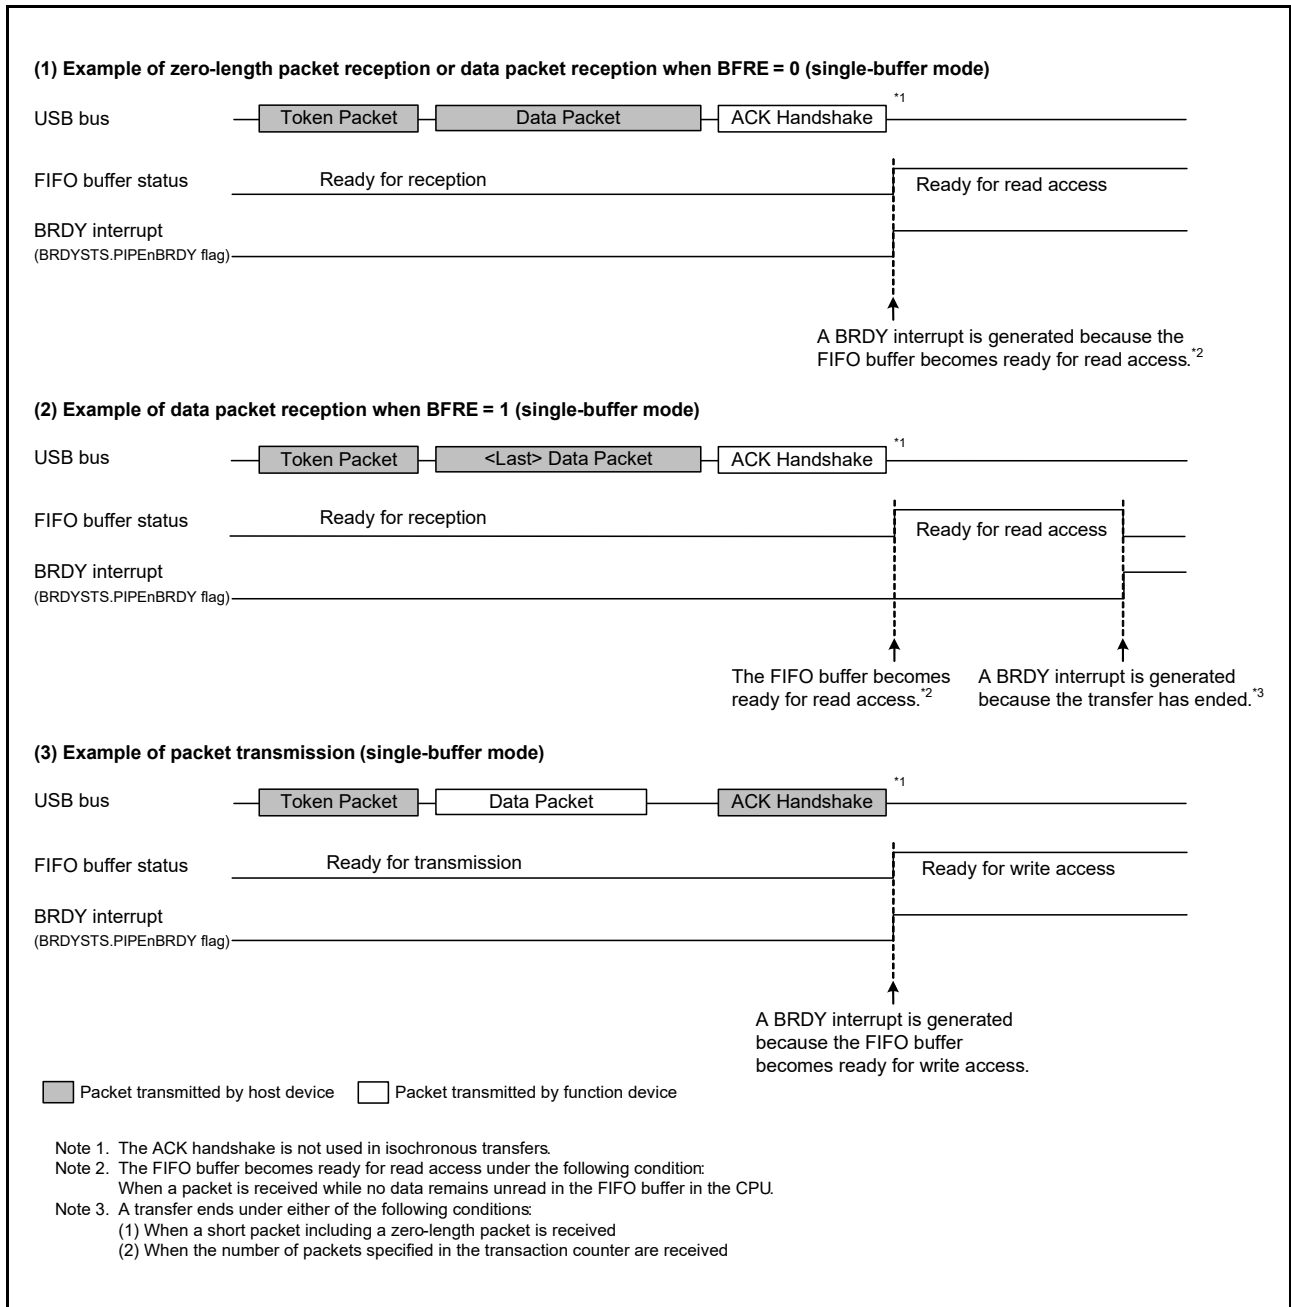 (1) Example of zero-length packet reception or data packet reception when BFRE = 0 (single-buffer mode)
*1
USB bus
Token Packet
Data Packet
ACK Handshake
FIFO buffer status
Ready for reception
Ready for read access
BRDY interrupt
(BRDYSTS.PIPEnBRDY flag)
A BRDY interrupt is generated because the
FIFO buffer becomes ready for read access.*2
(2) Example of data packet reception when BFRE = 1 (single-buffer mode)
*1
USB bus
Token Packet
<Last> Data Packet
ACK Handshake
FIFO buffer status
Ready for reception
Ready for read access
BRDY interrupt
(BRDYSTS.PIPEnBRDY flag)
The FIFO buffer becomes
ready for read access.*2
A BRDY interrupt is generated
because the transfer has ended.*3
(3) Example of packet transmission (single-buffer mode)
*1
USB bus
Token Packet
Data Packet
ACK Handshake
FIFO buffer status
Ready for transmission
Ready for write access
BRDY interrupt
(BRDYSTS.PIPEnBRDY flag)
A BRDY interrupt is generated
because the FIFO buffer
becomes ready for write access.
Packet transmitted by host device
Packet transmitted by function device
Note 1. The ACK handshake is not used in isochronous transfers.
Note 2. The FIFO buffer becomes ready for read access under the following condition:
When a packet is received while no data remains unread in the FIFO buffer in the CPU.
Note 3. A transfer ends under either of the following conditions:
(1) When a short packet including a zero-length packet is received
(2) When the number of packets specified in the transaction counter are received